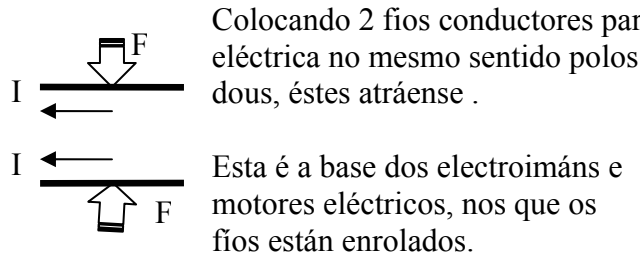 Colocando 2 fios conductores par
eléctrica no mesmo sentido polos
dous, éstes atráense .
Esta é a base dos electroimáns e
motores eléctricos, nos que os
fíos están enrolados.
F
I
I
F